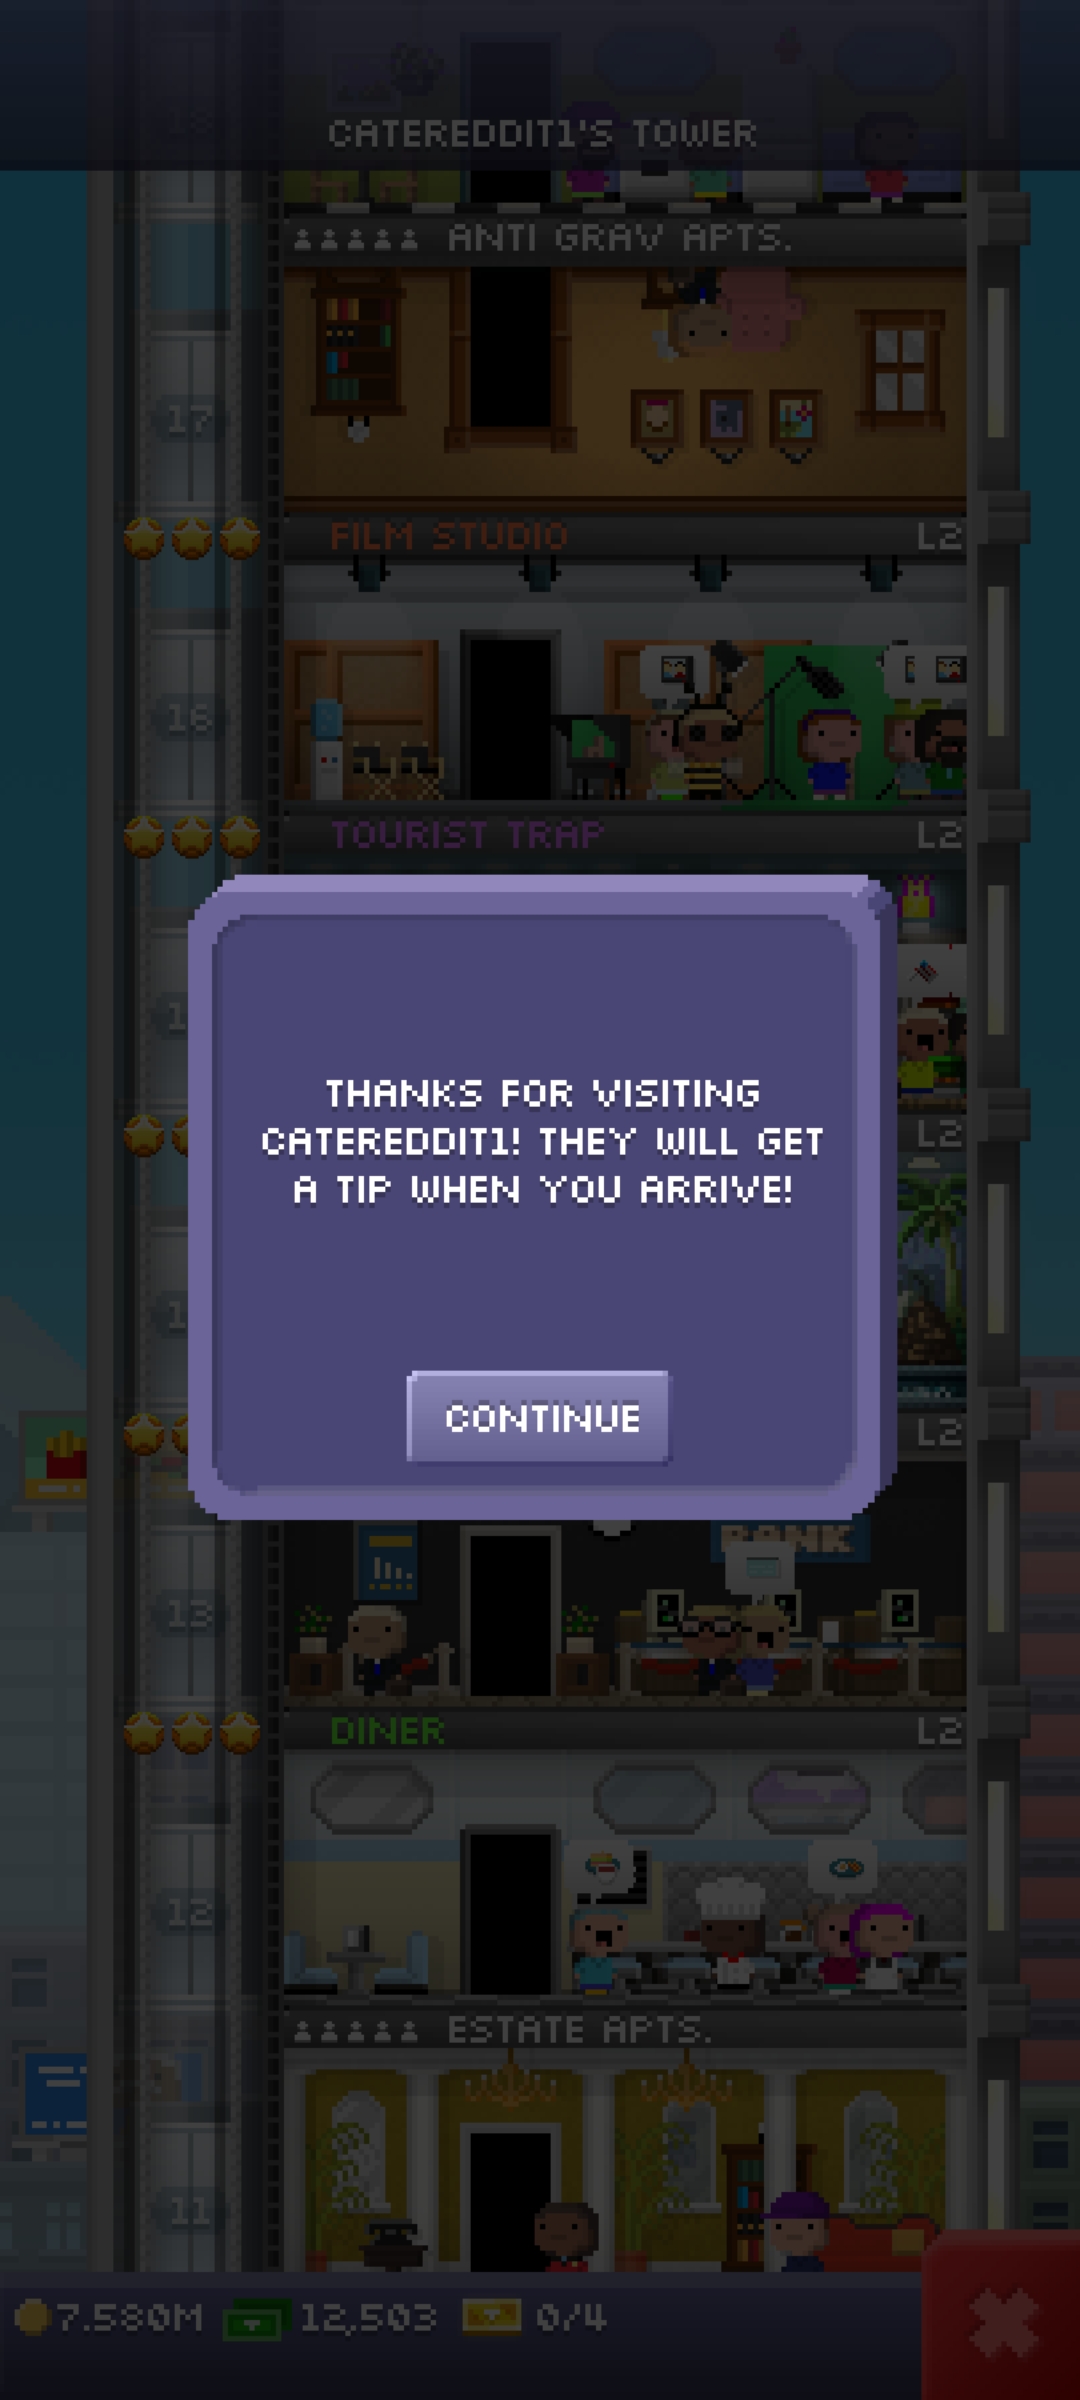 CATEREDDIT1'S TOWER
ANTI GRAV APTS.
17
FILM STUDIO L2
16
TOURIST TRAP L2
THANKS FOR VISITING
CATEREDDIT1! THEY WILL GET
A TIP WHEN YOU ARRIVE!
L2
CONTINUE
L2
BANK
13
DINER L2
12
ESTATE APTS.
11
7.580M 12,503 0/4